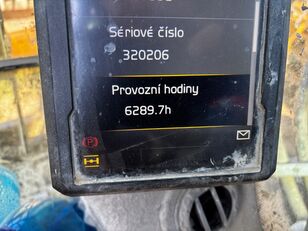 Sériové číslo
320206
Provozní hodiny
6289.7h